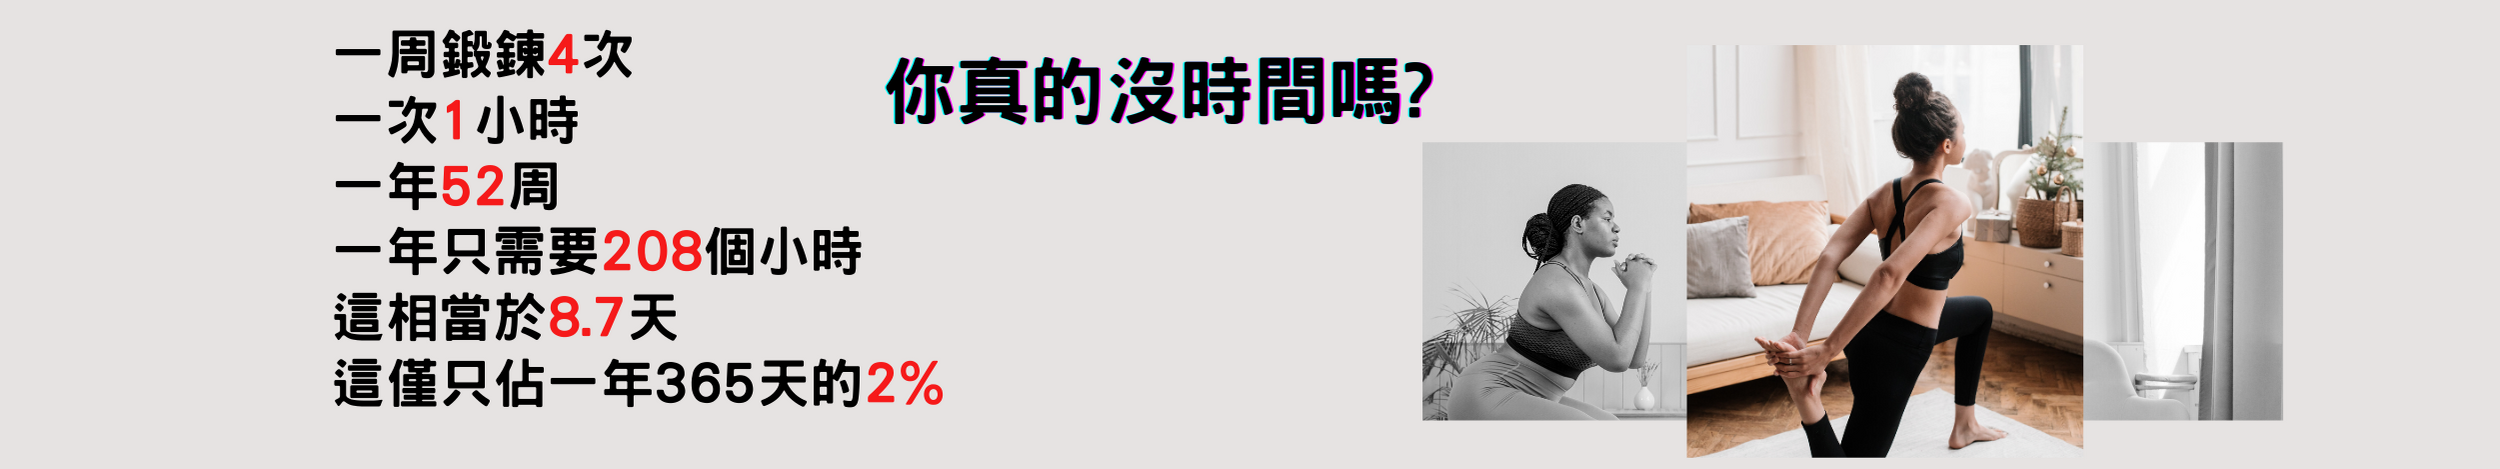 一周鍛鍊4次
一次1小時
一年52周
一年只需要208個小時
這相當於8.7天
這僅只佔一年365天的2%
你真的沒時間嗎?